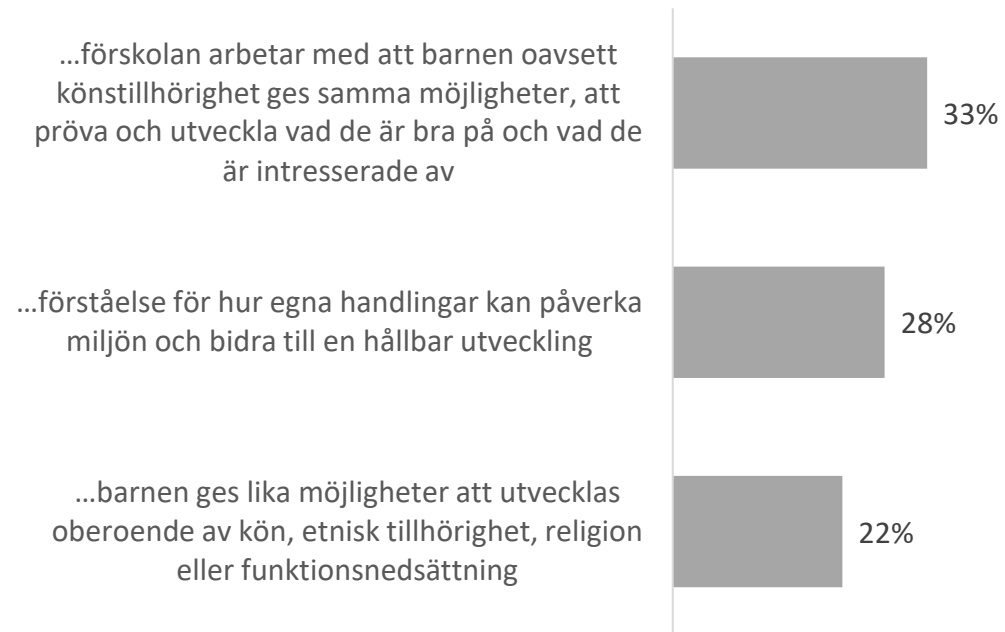 …förskolan arbetar med att barnen oavsett
könstillhörighet ges samma möjligheter, att
pröva och utveckla vad de är bra på och vad de
är intresserade av
33%
…förståelse för hur egna handlingar kan påverka
miljön och bidra till en hållbar utveckling
28%
…barnen ges lika möjligheter att utvecklas
oberoende av kön, etnisk tillhörighet, religion
eller funktionsnedsättning
22%